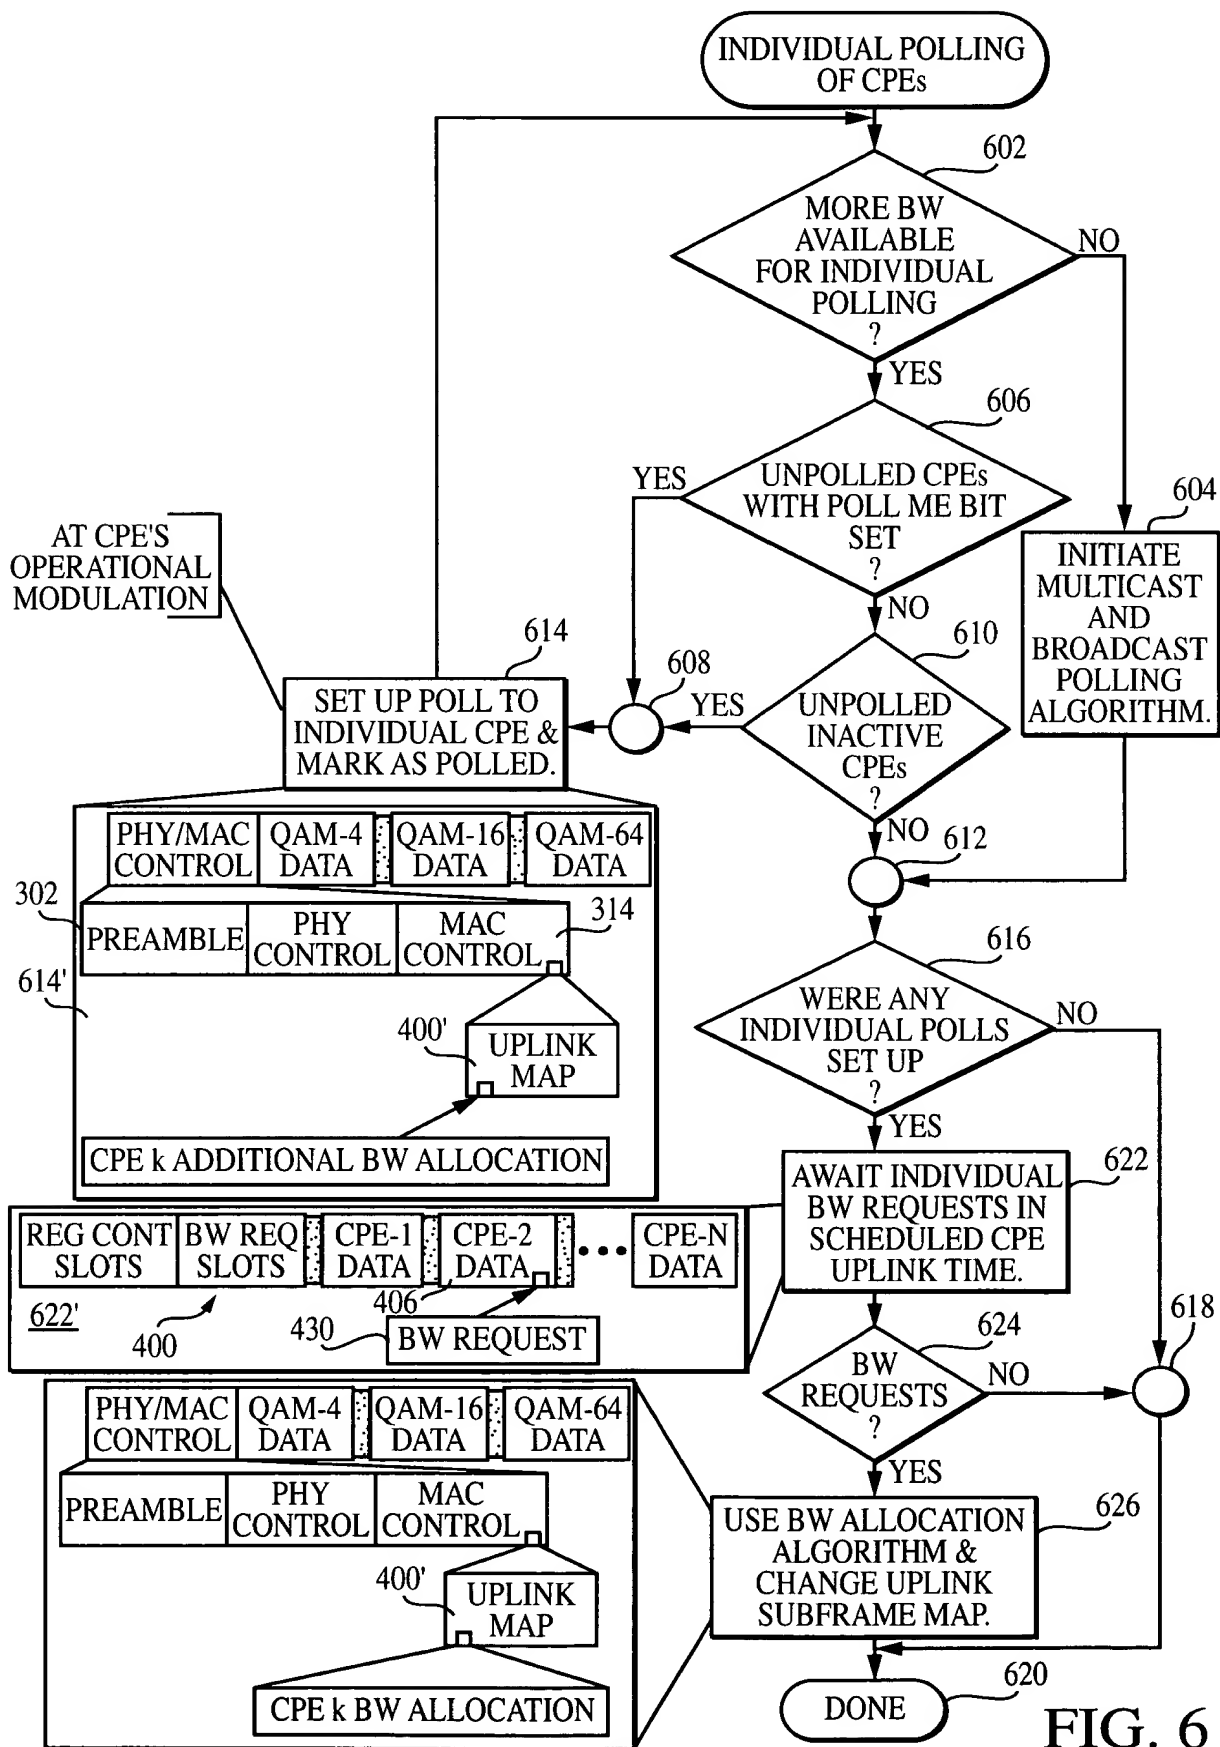 INDIVIDUAL POLLING
OF CPEs
602
MORE BW
AVAILABLE
FOR INDIVIDUAL
POLLING
?
NO
YES
606
UNPOLLED CPEs
WITH POLL ME BIT
SET
?
YES
NO
604
INITIATE
MULTICAST
AND
BROADCAST
POLLING
ALGORITHM.
AT CPE'S
OPERATIONAL
MODULATION
614
SET UP POLL TO
INDIVIDUAL CPE &
MARK AS POLLED.
608
YES
610
UNPOLLED
INACTIVE
CPEs
?
NO
612
PHY/MAC
CONTROL
QAM-4
DATA
QAM-16
DATA
QAM-64
DATA
302
PREAMBLE
PHY
CONTROL
MAC
CONTROL
314
614'
400'
UPLINK
MAP
CPE k ADDITIONAL BW ALLOCATION
616
WERE ANY
INDIVIDUAL POLLS
SET UP
?
NO
YES
622
AWAIT INDIVIDUAL
BW REQUESTS IN
SCHEDULED CPE
UPLINK TIME.
REG CONT
SLOTS
BW REQ
SLOTS
CPE-1
DATA
CPE-2
DATA
CPE-N
DATA
622'
400
406
430
BW REQUEST
624
BW
REQUESTS
?
NO
618
YES
PHY/MAC
CONTROL
QAM-4
DATA
QAM-16
DATA
QAM-64
DATA
PREAMBLE
PHY
CONTROL
MAC
CONTROL
400'
UPLINK
MAP
CPE k BW ALLOCATION
626
USE BW ALLOCATION
ALGORITHM &
CHANGE UPLINK
SUBFRAME MAP.
620
DONE
FIG. 6